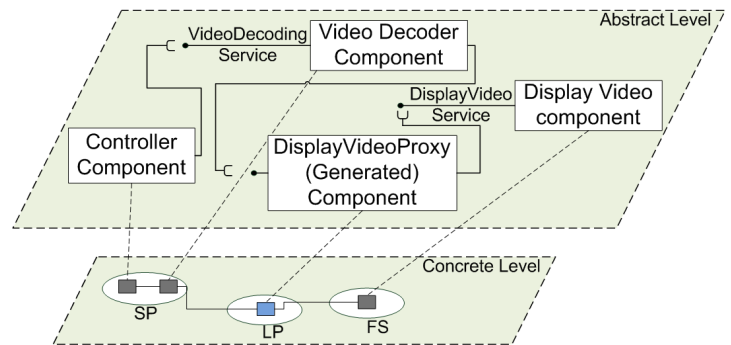 Abstract Level
VideoDecoding
Service
Video Decoder
Component
DisplayVideo
Service
Display Video
component
Controller
Component
DisplayVideoProxy
(Generated)
Component
Concrete Level
SP
LP
FS